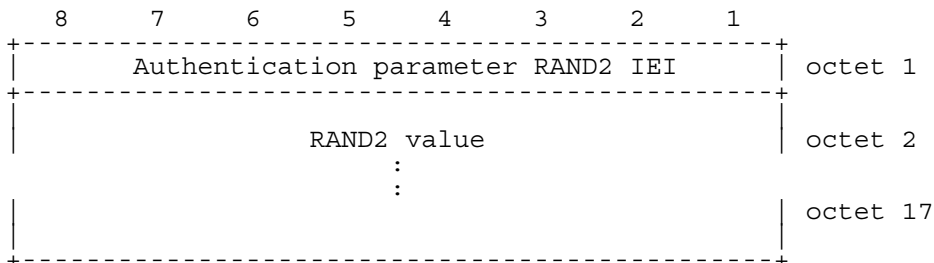 8 7 6 5 4 3 2 1
+---------------------------------------+
| Authentication parameter RAND2 IEI | octet 1
+---------------------------------------+
| |
| RAND2 value | octet 2
:
:
| | octet 17
| |
+---------------------------------------+